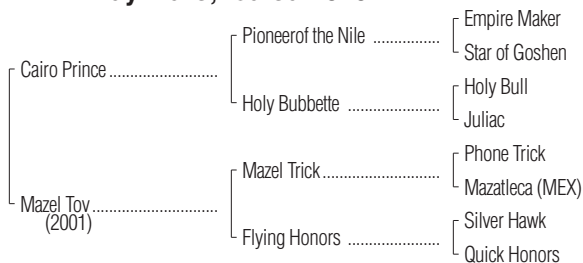 Empire Maker
Pioneerof the Nile ..................
Star of Goshen
Cairo Prince .............................
Holy Bull
Holy Bubbette .........................
Juliac
Phone Trick
Mazel Trick .............................
Mazatleca (MEX)
Mazel Tov .................................
(2001)
Silver Hawk
Flying Honors .........................
Quick Honors